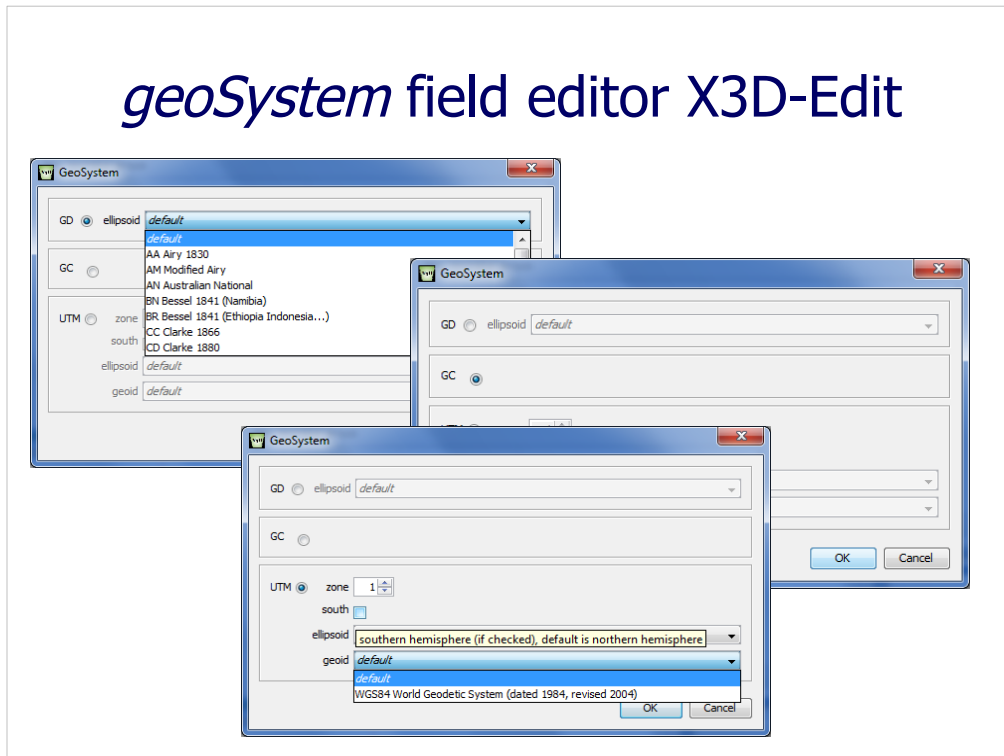 geoSystem field editor X3D-Edit
GeoSystem
GD ellipsoid default
default
AA Airy 1830
AM Modified Airy
AN Australian National
BN Bessel 1841 (Namibia)
BR Bessel 1841 (Ethiopia Indonesia...)
CC Clarke 1866
CD Clarke 1880
GC
UTM zone
south
ellipsoid default
geoid default
GeoSystem
GD ellipsoid default
GC
OK Cancel
GeoSystem
GD ellipsoid default
GC
UTM zone 1
south
ellipsoid
southern hemisphere (if checked), default is northern hemisphere
geoid default
default
WGS84 World Geodetic System (dated 1984, revised 2004)
OK Cancel